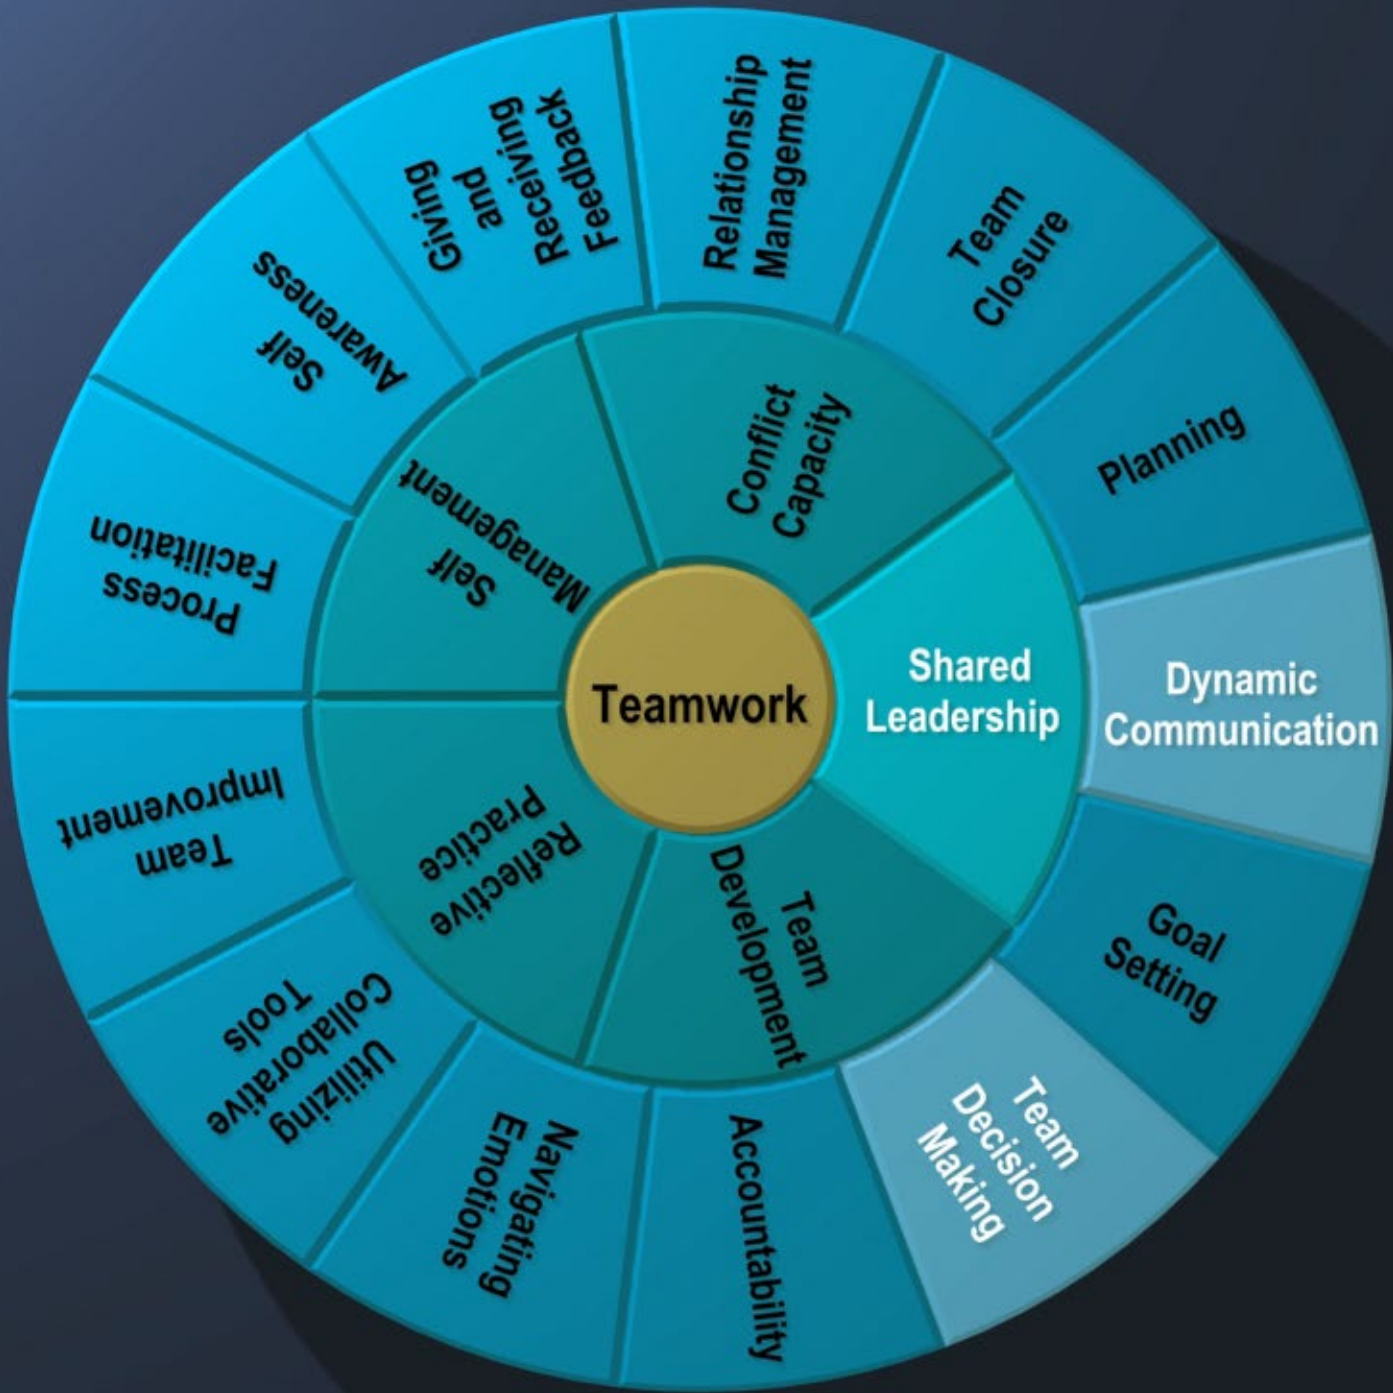 Teamwork
Shared
Leadership
Team
Development
Reflective
Practice
Self
Management
Conflict
Capacity
Dynamic
Communication
Goal
Setting
Team
Decision
Making
Accountability
Navigating
Emotions
Utilizing
Collaborative
Tools
Team
Improvement
Process
Facilitation
Self
Awareness
Giving
and
Receiving
Feedback
Relationship
Management
Team
Closure
Planning